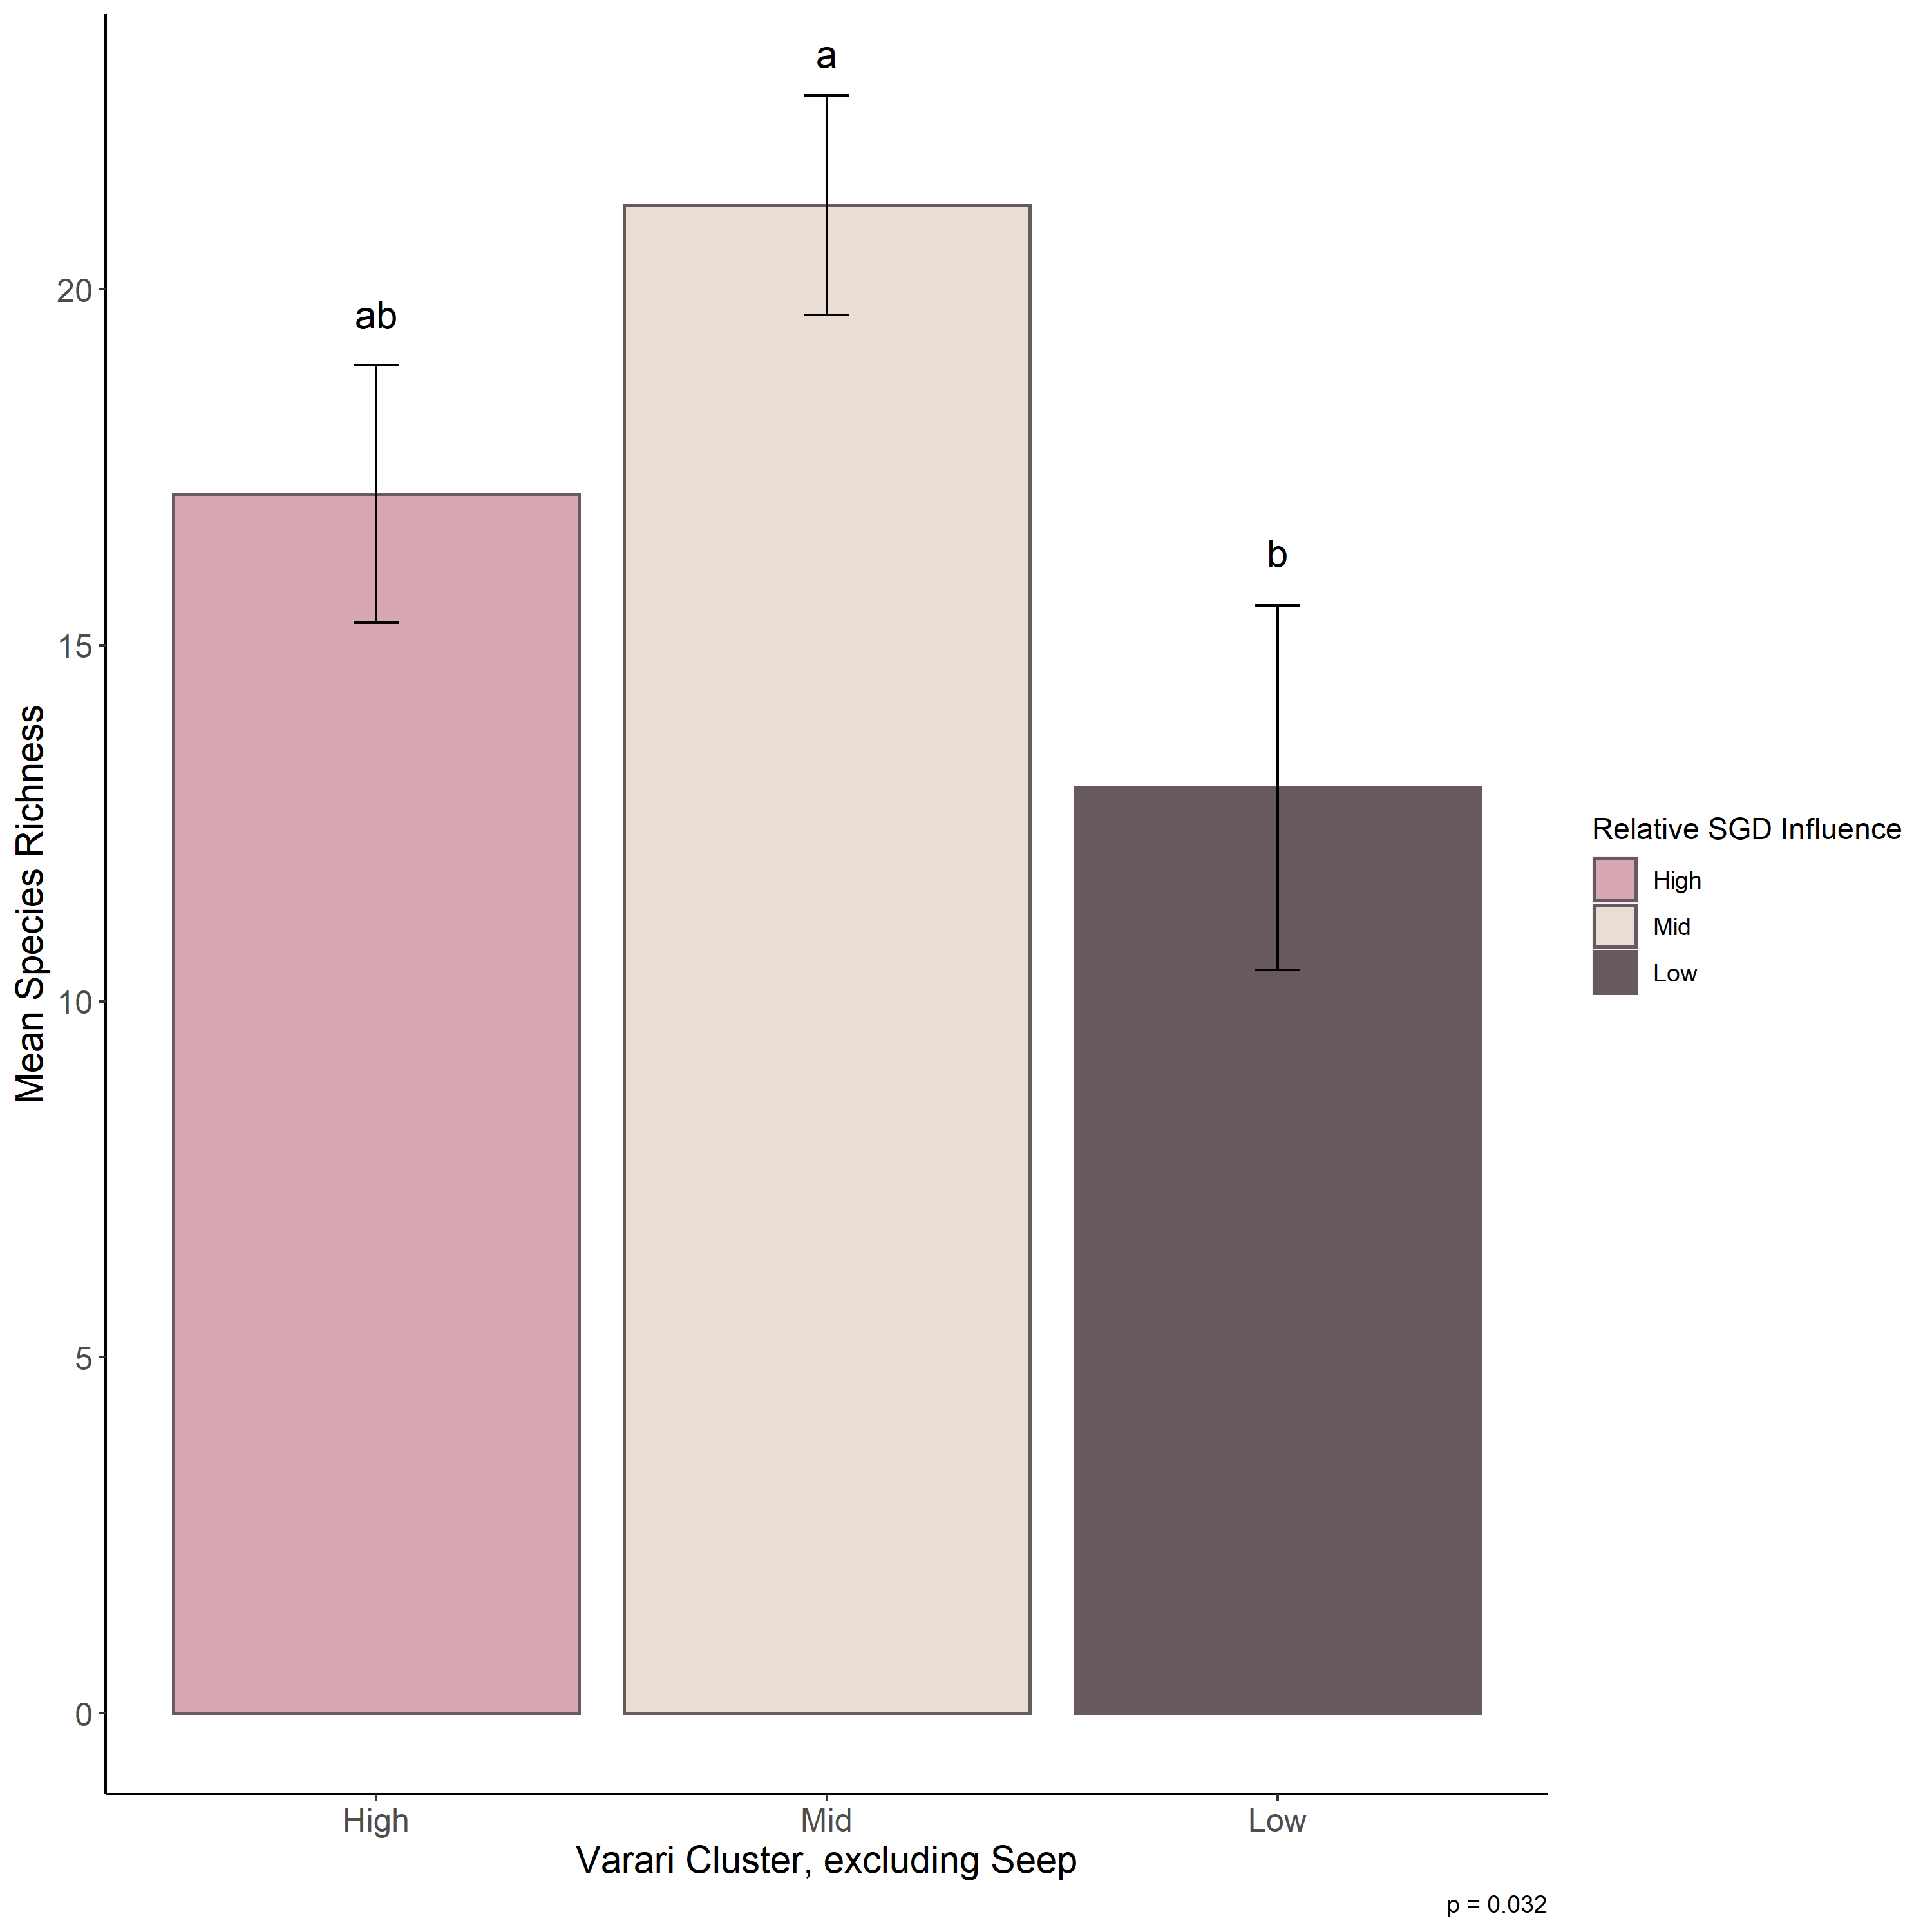 a
ab
b
20
15
10
5
0
Mean Species Richness
High Mid Low
Varari Cluster, excluding Seep
Relative SGD Influence
High
Mid
Low
p = 0.032